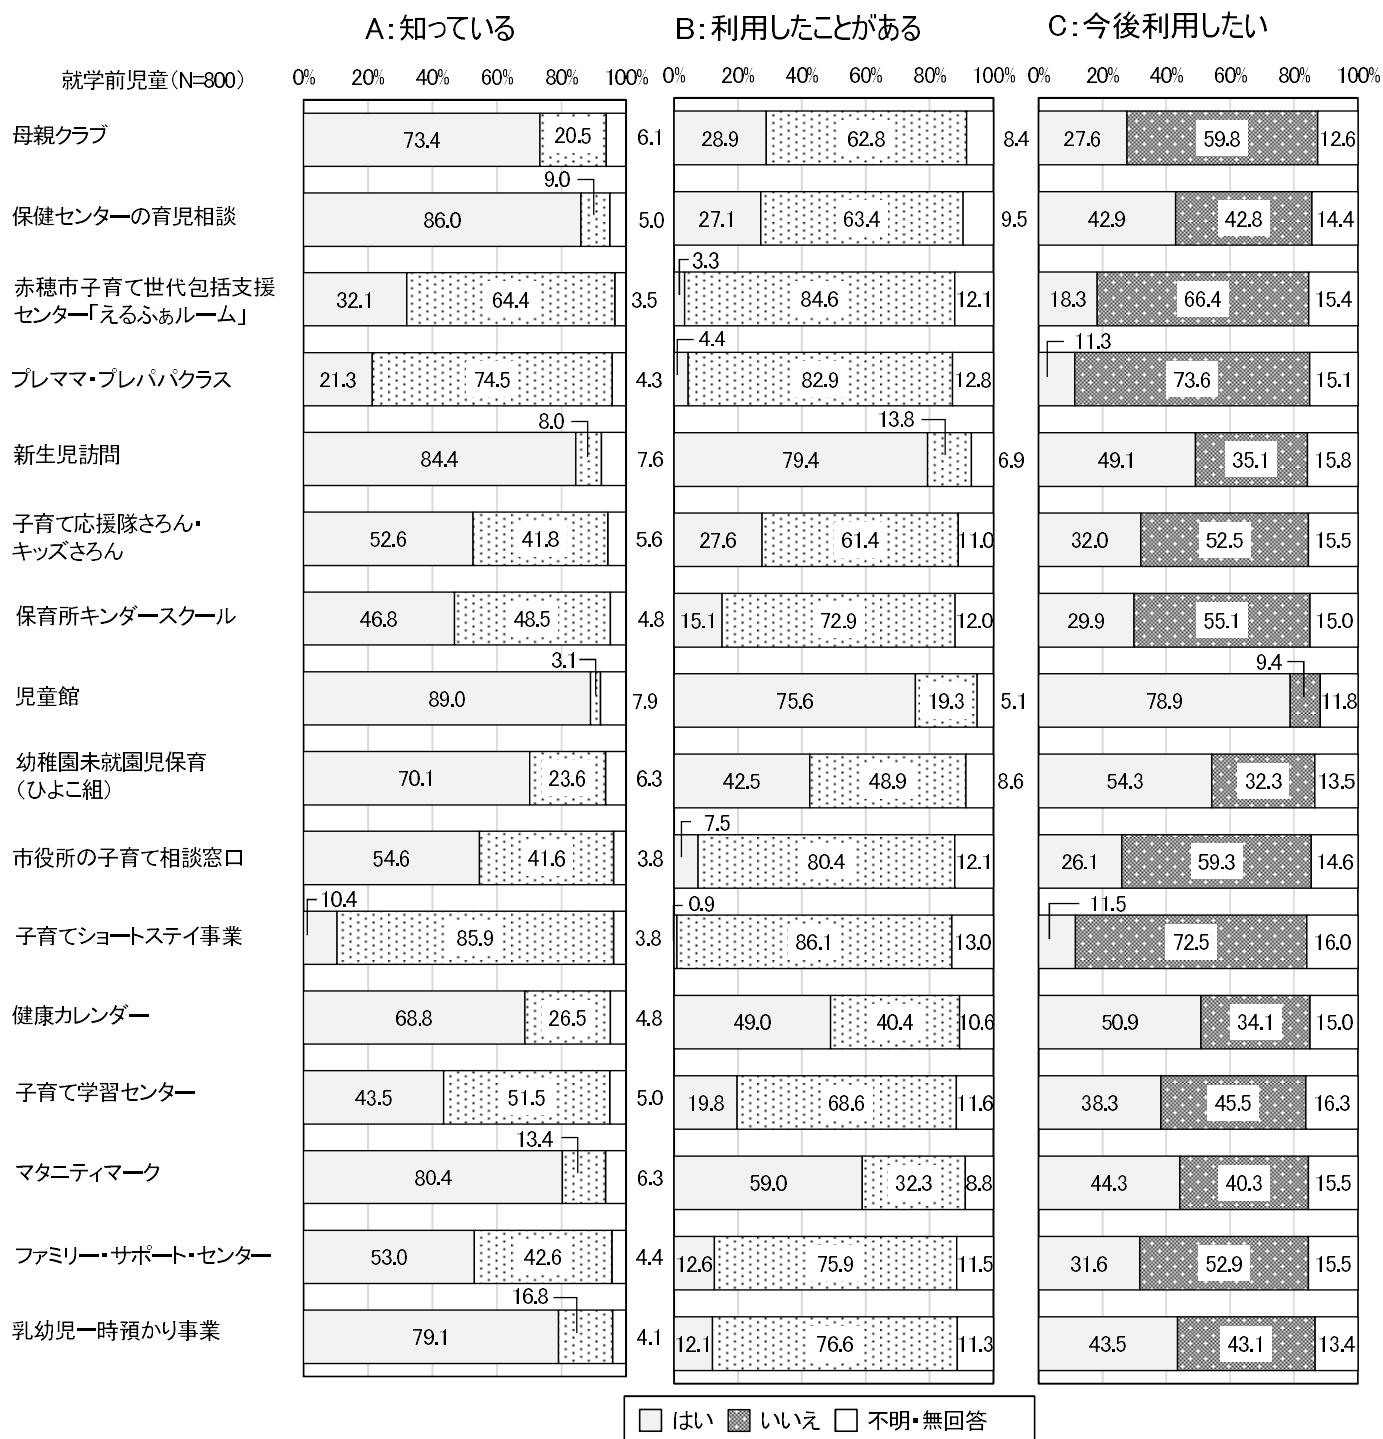 A：知っている B：利用したことがある C：今後利用したい
就学前児童(N=800) 0% 20% 40% 60% 80% 100% 0% 20% 40% 60% 80% 100% 0% 20% 40% 60% 80% 100%
母親クラブ 73.4 20.5 6.1 28.9 62.8 8.4 27.6 59.8 12.6
9.0
保健センターの育児相談 86.0 5.0 27.1 63.4 9.5 42.9 42.8 14.4
3.3
赤穂市子育て世代包括支援
センター「えるふぁルーム」 32.1 64.4 3.5 84.6 12.1 18.3 66.4 15.4
4.4 11.3
プレママ・プレパパクラス 21.3 74.5 4.3 82.9 12.8 73.6 15.1
8.0 13.8
新生児訪問 84.4 7.6 79.4 6.9 49.1 35.1 15.8
子育て応援隊さろん・
キッズさろん 52.6 41.8 5.6 27.6 61.4 11.0 32.0 52.5 15.5
保育所キンダースクール 46.8 48.5 4.8 15.1 72.9 12.0 29.9 55.1 15.0
3.1 9.4
児童館 89.0 7.9 75.6 19.3 5.1 78.9 11.8
幼稚園未就園児保育
（ひよこ組） 70.1 23.6 6.3 42.5 48.9 8.6 54.3 32.3 13.5
7.5
市役所の子育て相談窓口 54.6 41.6 3.8 80.4 12.1 26.1 59.3 14.6
10.4 0.9 11.5
子育てショートステイ事業 85.9 3.8 86.1 13.0 72.5 16.0
健康カレンダー 68.8 26.5 4.8 49.0 40.4 10.6 50.9 34.1 15.0
子育て学習センター 43.5 51.5 5.0 19.8 68.6 11.6 38.3 45.5 16.3
13.4
マタニティマーク 80.4 6.3 59.0 32.3 8.8 44.3 40.3 15.5
ファミリー・サポート・センター 53.0 42.6 4.4 12.6 75.9 11.5 31.6 52.9 15.5
16.8
乳幼児一時預かり事業 79.1 4.1 12.1 76.6 11.3 43.5 43.1 13.4
はい いいえ 不明・無回答